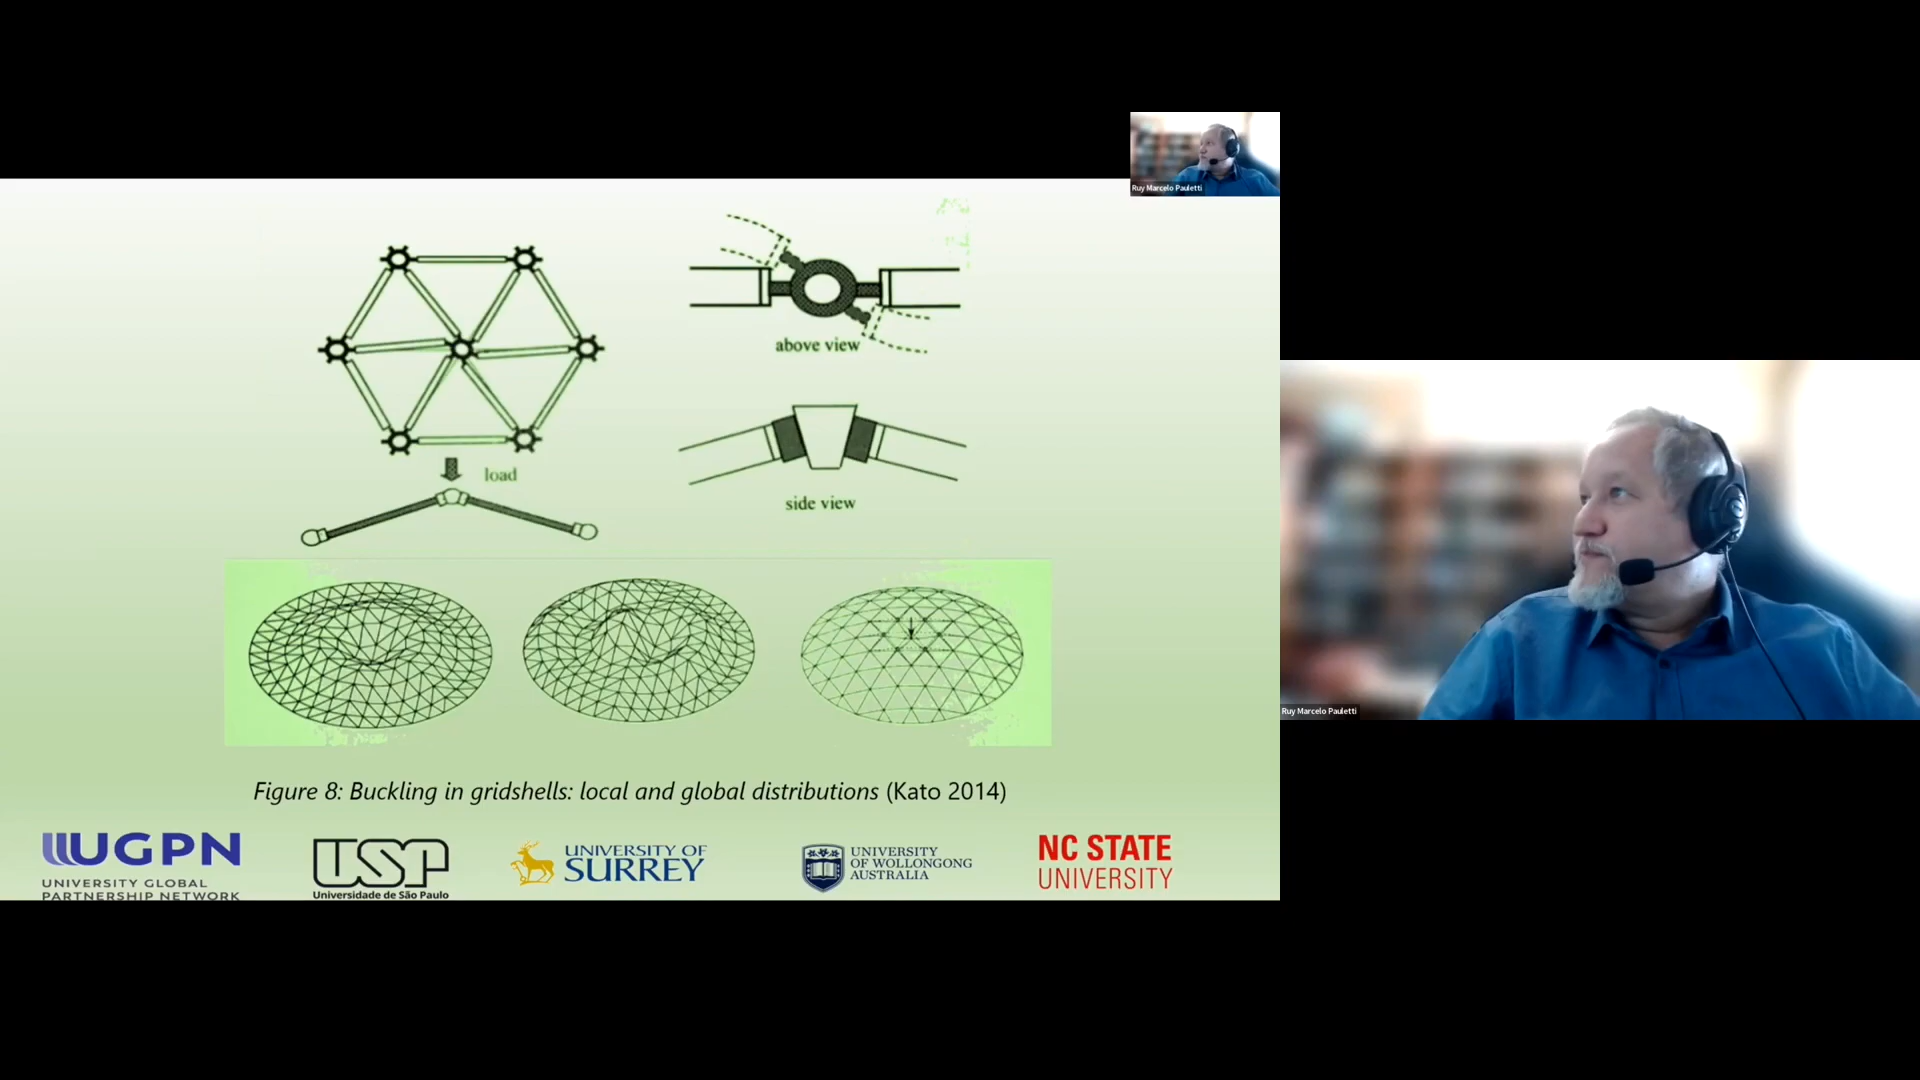 Ruy Marcelo Pauletti
above view
load
side view
Figure 8: Buckling in gridshells: local and global distributions (Kato 2014)
Ruy Marcelo Pauletti
UGPN
UNIVERSITY GLOBAL
PARTNERSHIP NETWORK
USP
Universidade de São Paulo
UNIVERSITY OF
SURREY
UNIVERSITY
OF WOLLONGONG
AUSTRALIA
NC STATE
UNIVERSITY